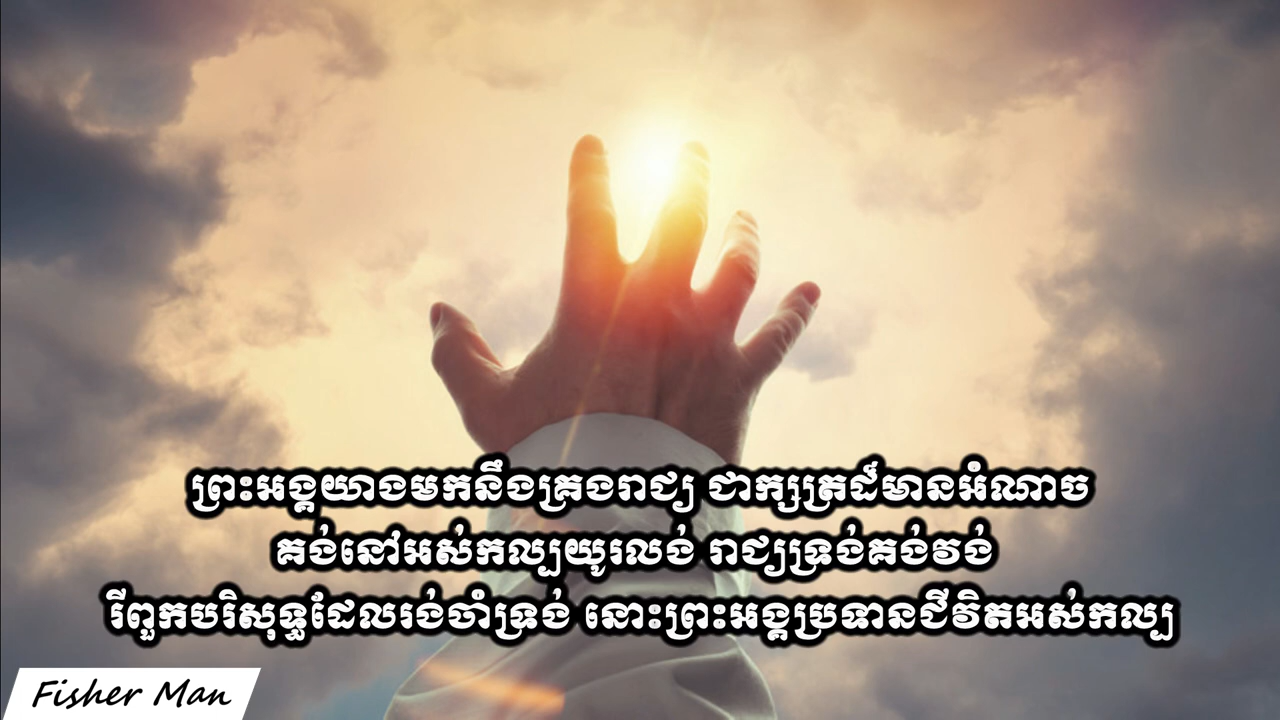 ព្រះអង្គយាងមកនឹងគ្រងរាជ្យ ជាក្សត្រដ៏មានអំណាច
គង់នៅអស់កល្បយូរលង់ រាជ្យទ្រង់គង់វង់
រីពួកបរិសុទ្ធដែលរង់ចាំទ្រង់ នោះព្រះអង្គប្រទានជីវិតអស់កល្ប
Fisher Man